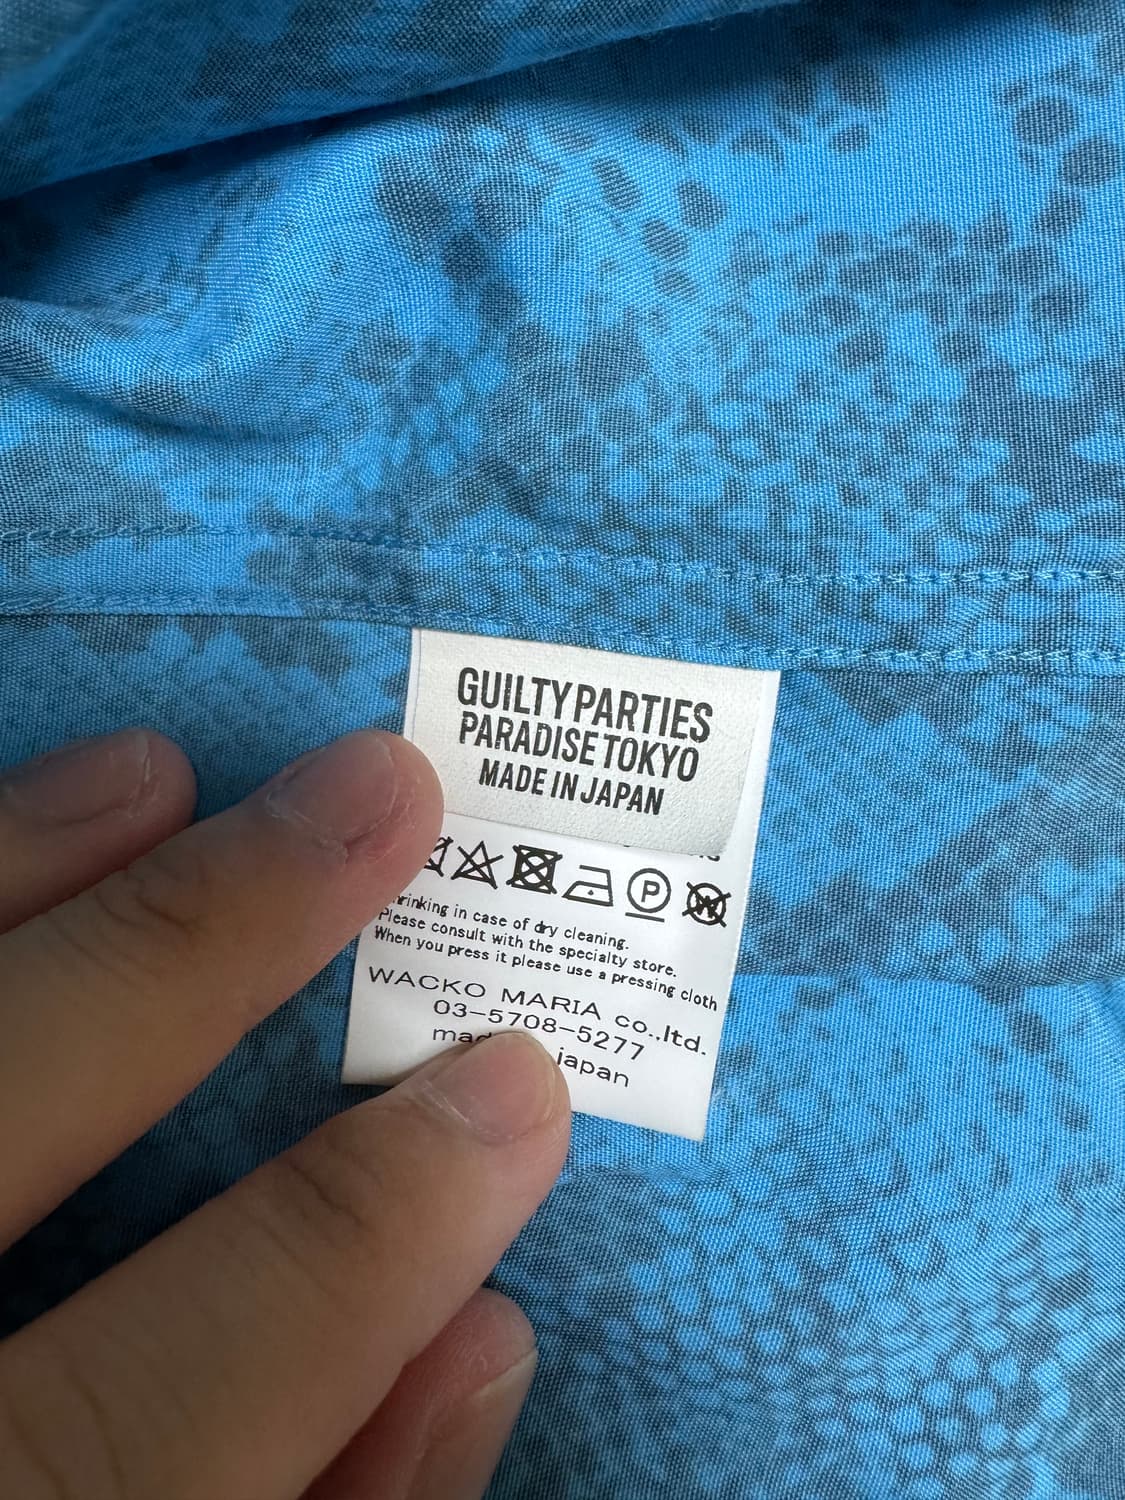 GUILTY PARTIES
PARADISE TOKYO
MADE IN JAPAN
P
W
shrinking in case of dry cleaning.
Please consult with the specialty store.
When you press it please use a pressing cloth
WACKO MARIA co.,ltd.
03-5708-5277
japan